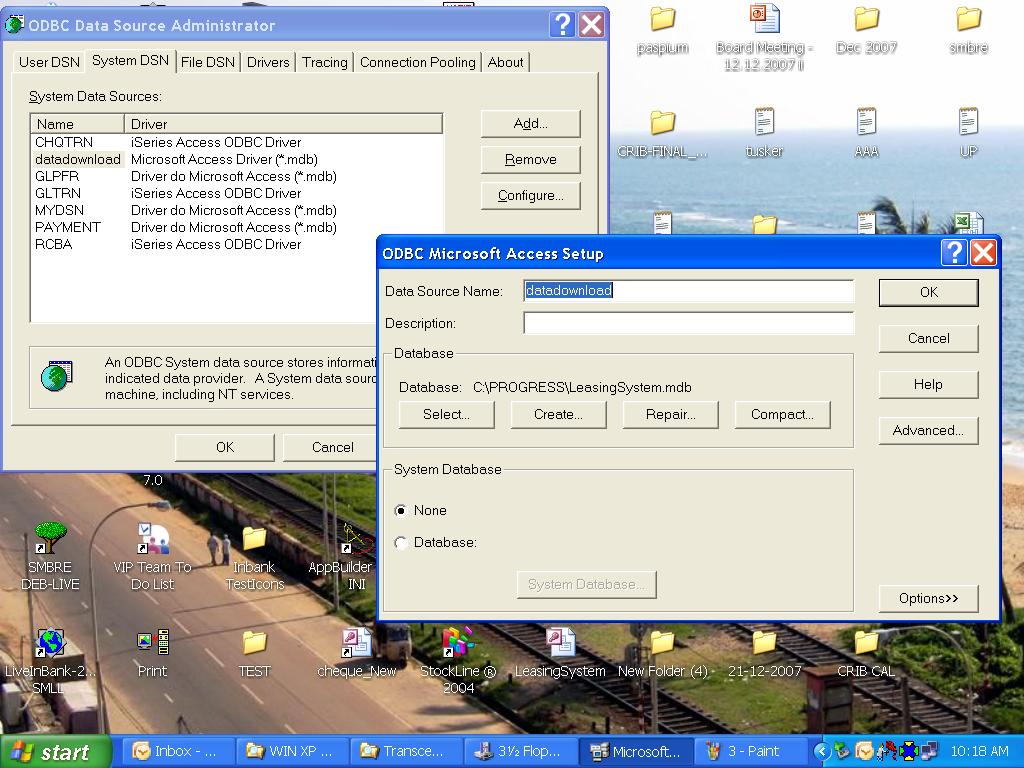 ODBC Data Source Administrator
User DSN System DSN File DSN Drivers Tracing Connection Pooling About
System Data Sources:
Name Driver
CHQTRN iSeries Access ODBC Driver
datadownload Microsoft Access Driver (*.mdb)
GLPFR Driver do Microsoft Access (*.mdb)
GLTRN iSeries Access ODBC Driver
MYDSN Driver do Microsoft Access (*.mdb)
PAYMENT Driver do Microsoft Access (*.mdb)
RCBA iSeries Access ODBC Driver
Add...
Remove
Configure...
An ODBC System data source stores informati
indicated data provider. A System data sourc
machine, including NT services.
OK Cancel
paspium
Board Meeting -
12.12.2007 ii
Dec 2007
smbre
CRIB-FINAL_...
tusker
AAA
UP
ODBC Microsoft Access Setup
Data Source Name: datadownload
Description:
Database
Database: C:\PROGRESS\LeasingSystem.mdb
Select... Create... Repair... Compact...
System Database
None
Database:
System Database...
OK
Cancel
Help
Advanced...
Options>>
7.0
SMBRE
DEB-LIVE
VIP Team To
Do List
Inbank
TestIcons
AppBuilder
INI
LiveInBank-2...
SMLL
Print
TEST
cheque_New
StockLine ®
2004
LeasingSystem
New Folder (4)
21-12-2007
CRIB CAL
start Inbox - ... WIN XP ... Transce... 3½ Flop... Microsoft... 3 - Paint 10:18 AM